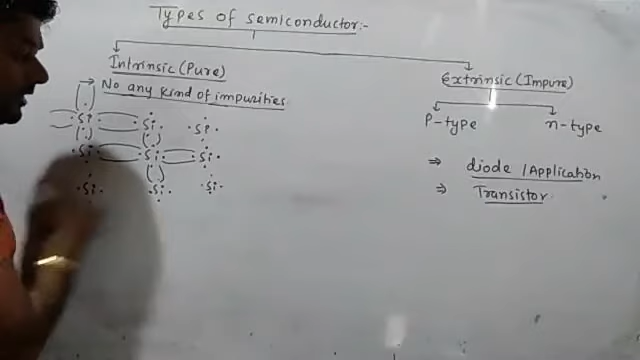 Types of semiconductor:-
Intrinsic (Pure)
Extrinsic (Impure)
→ No any kind of impurities
P-type
n-type
Si Si Si
Si Si Si
Si Si Si
⇒ diode / Application
⇒ Transistor